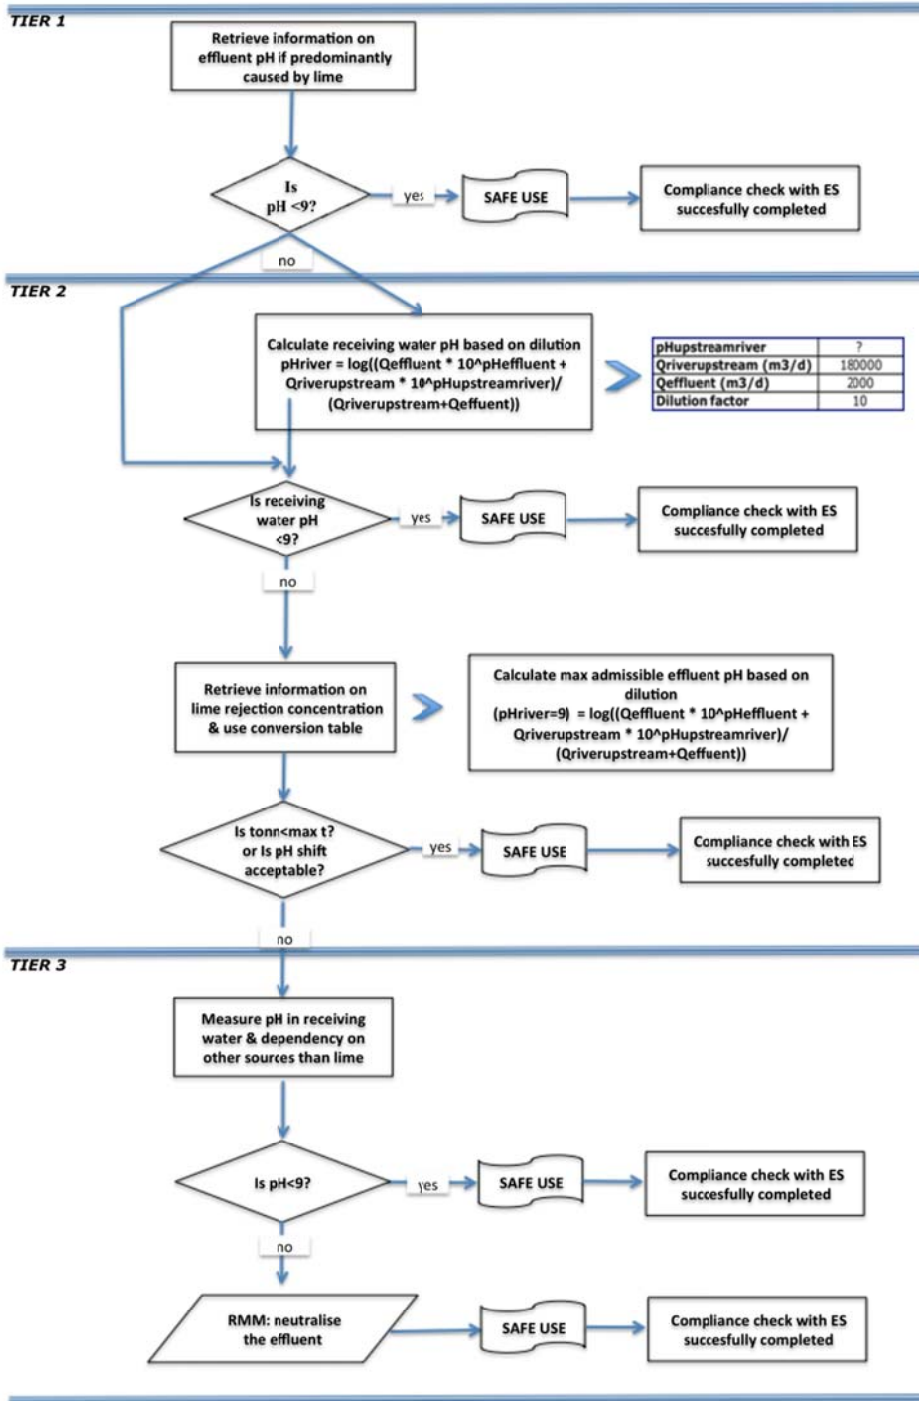 TIER 1
Retrieve information on
effluent pH if predominantly
caused by lime
Is
pH <9?
yes
SAFE USE
Compliance check with ES
succesfully completed
no
TIER 2
Calculate receiving water pH based on dilution
pHriver = log((Qeffluent * 10^pHeffluent +
Qriverupstream * 10^pHupstreamriver)/
(Qriverupstream+Qeffuent))
pHupstreamriver ?
Qriverupstream (m3/d) 180000
Qeffluent (m3/d) 2000
Dilution factor 10
Is receiving
water pH
<9?
yes
SAFE USE
Compliance check with ES
succesfully completed
no
Retrieve information on
lime rejection concentration
& use conversion table
Calculate max admissible effluent pH based on
dilution
(pHriver=9) = log((Qeffluent * 10^pHeffluent +
Qriverupstream * 10^pHupstreamriver)/
(Qriverupstream+Qeffuent))
Is tonn<max t?
or Is pH shift
acceptable?
yes
SAFE USE
Compliance check with ES
succesfully completed
no
TIER 3
Measure pH in receiving
water & dependency on
other sources than lime
Is pH<9?
yes
SAFE USE
Compliance check with ES
succesfully completed
no
RMM: neutralise
the effluent
SAFE USE
Compliance check with ES
succesfully completed